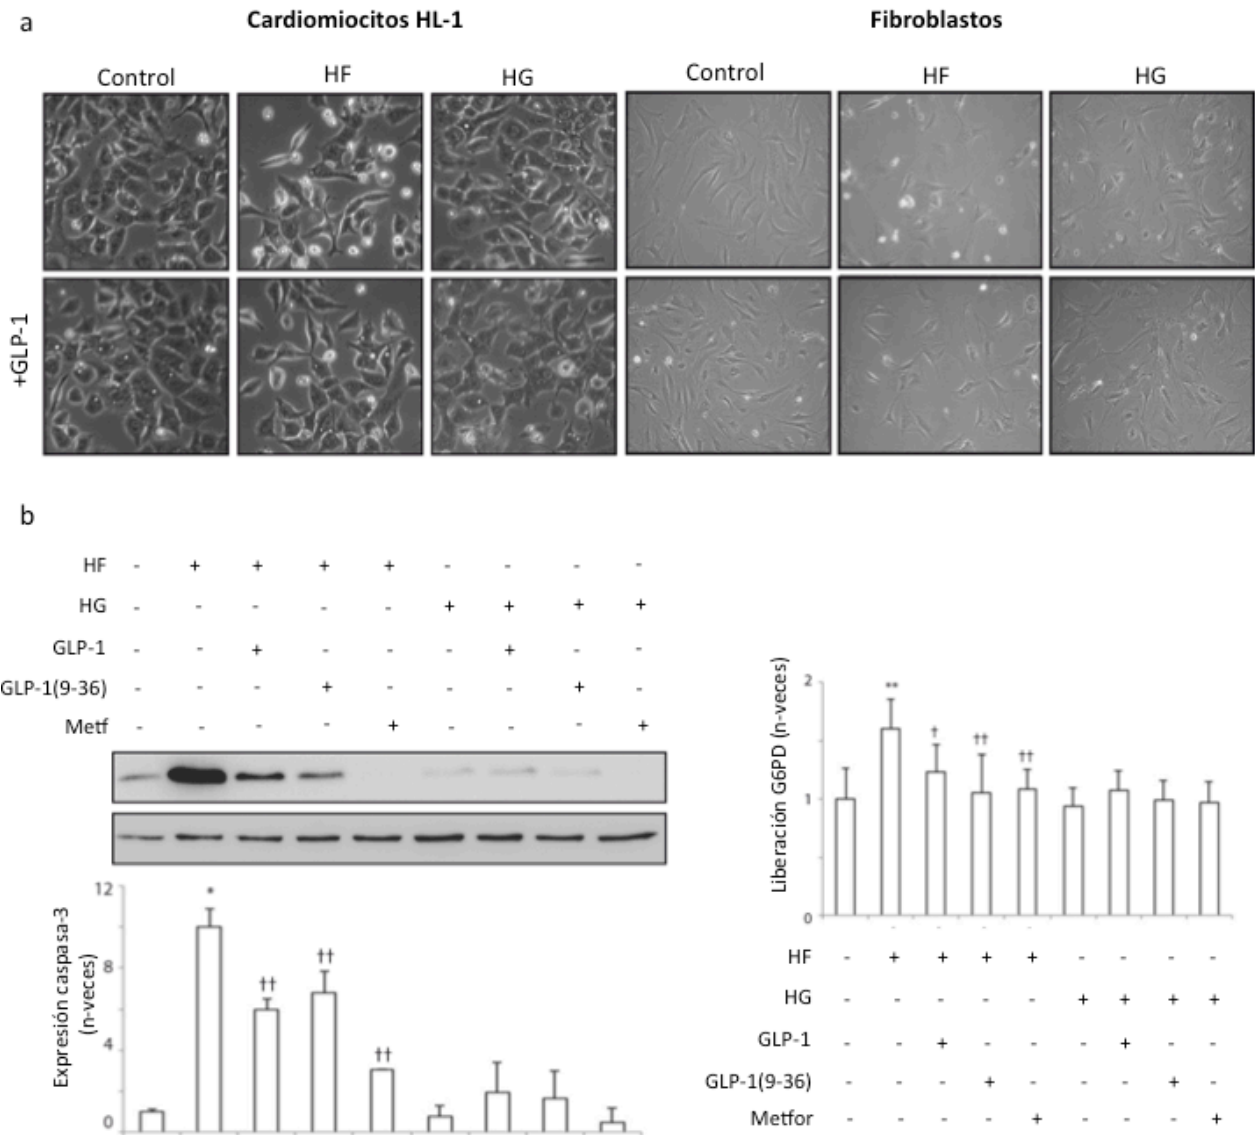 a
Cardiomiocitos HL-1
Fibroblastos
Control HF HG Control HF HG
+GLP-1
b
HF - + + + + - - - -
HG - - - - - + + + +
GLP-1 - - + - - - + - -
GLP-1(9-36) - - - + - - - + -
Metf - - - - + - - - +
12
8
4
0
Expresión caspasa-3
(n-veces)
* †† †† ††
2
1
0
Liberación G6PD (n-veces)
** † †† ††
HF - + + + + - - - -
HG - - - - - + + + +
GLP-1 - - + - - - + - -
GLP-1(9-36) - - - + - - - + -
Metfor - - - - + - - - +